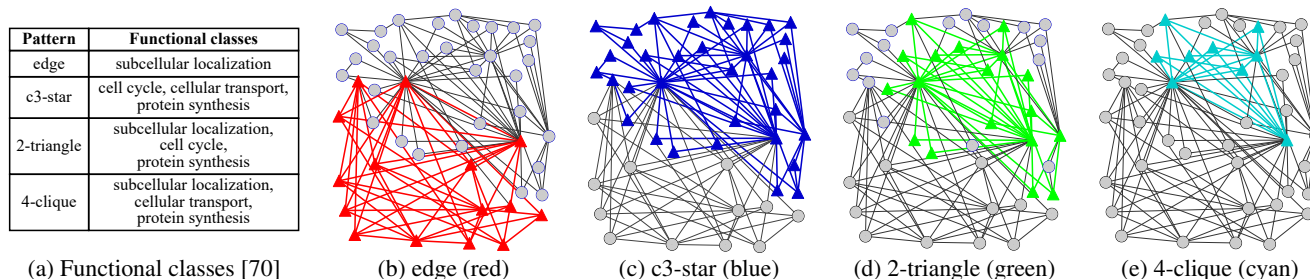 Pattern Functional classes
edge subcellular localization
c3-star cell cycle, cellular transport,
protein synthesis
2-triangle subcellular localization,
cell cycle,
protein synthesis
4-clique subcellular localization,
cellular transport,
protein synthesis
(a) Functional classes [70] (b) edge (red) (c) c3-star (blue) (d) 2-triangle (green) (e) 4-clique (cyan)